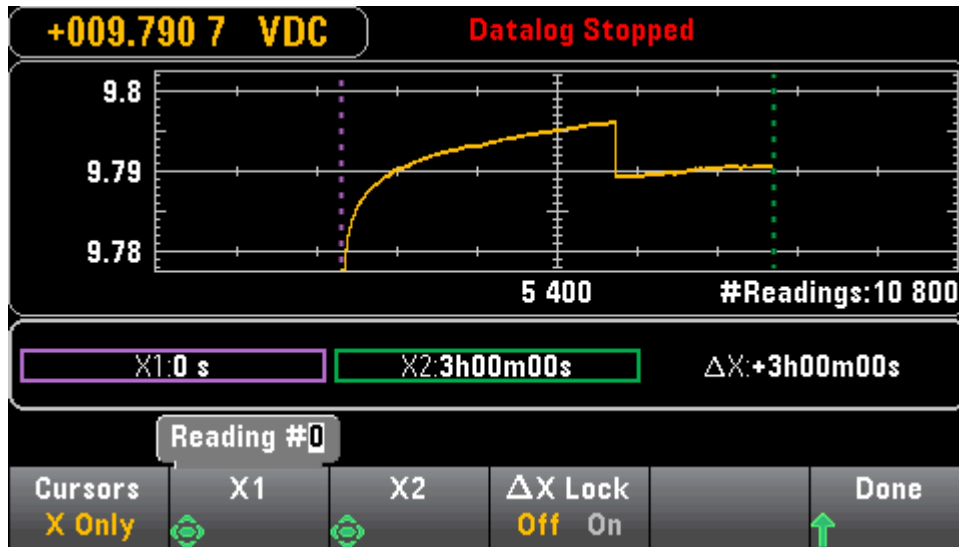 +009.790 7 VDC Datalog Stopped
9.8
9.79
9.78
5 400 #Readings:10 800
X1:0 s X2:3h00m00s ΔX:+3h00m00s
Reading #0
Cursors X1 X2 ΔX Lock Done
X Only Off On